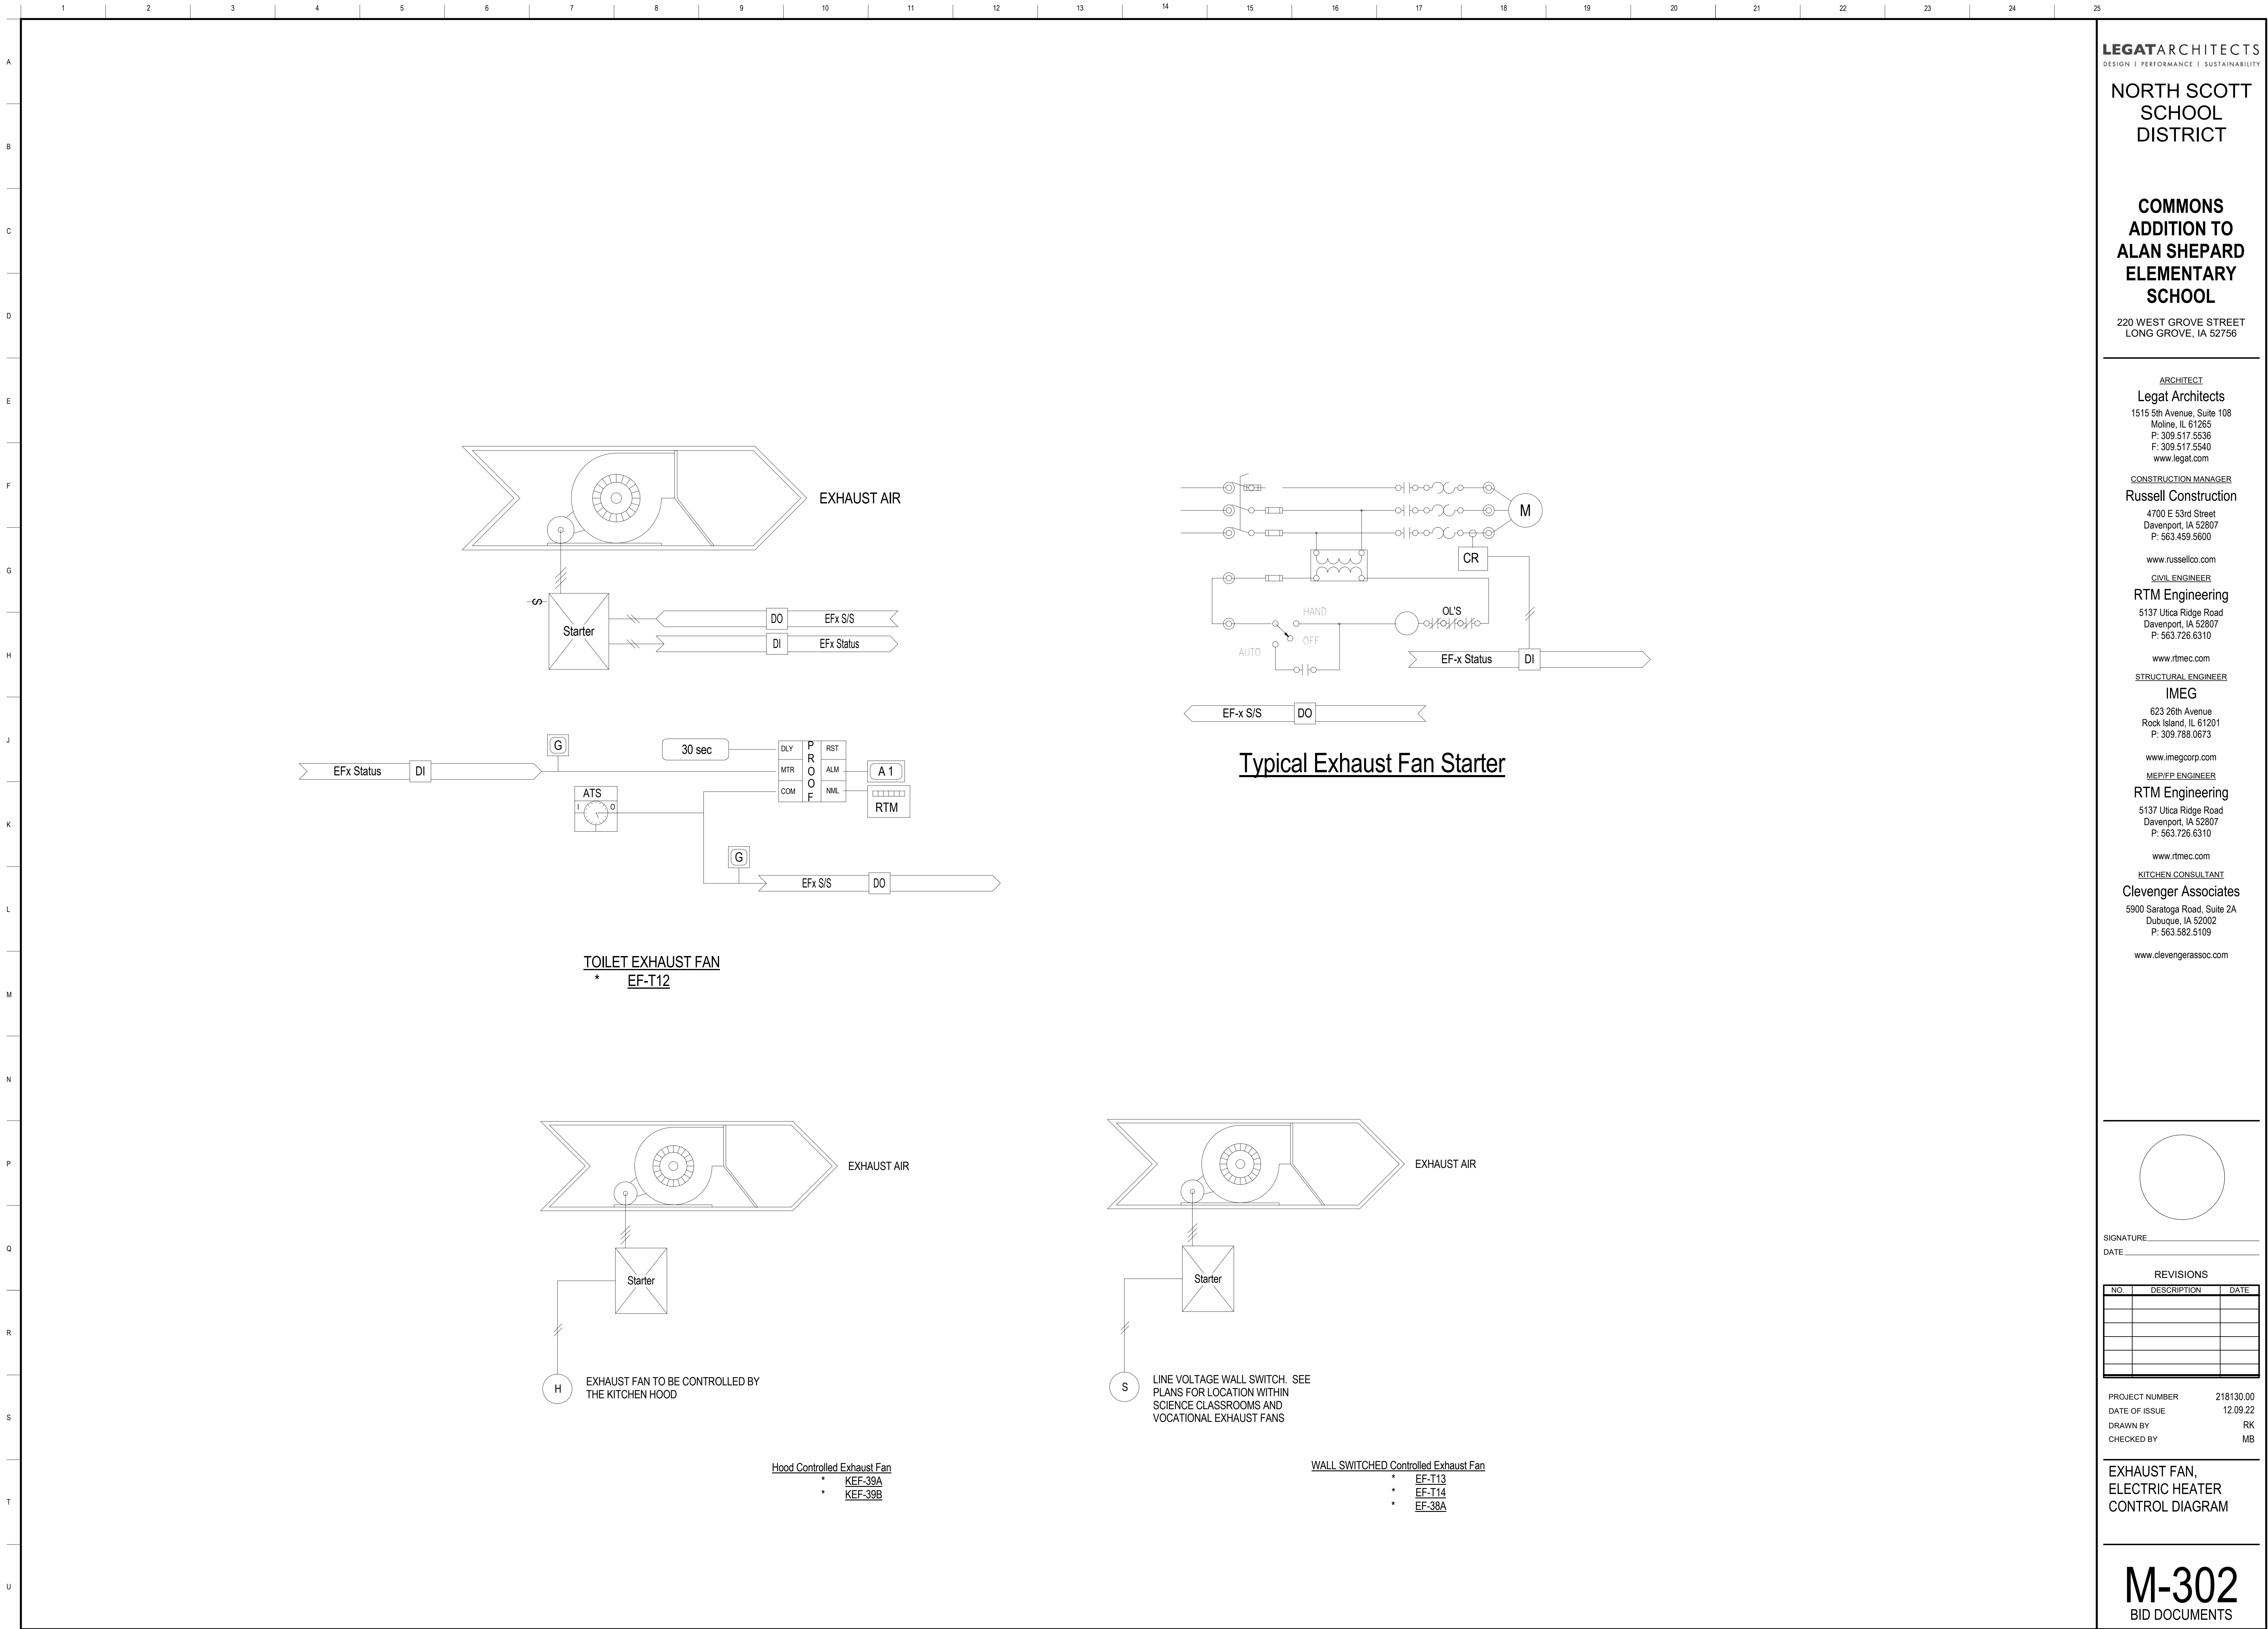 1 2 3 4 5 6 7 8 9 10 11 12 13 14 15 16 17 18 19 20 21 22 23 24 25
A
B
C
D
E
F
G
H
J
K
L
M
N
P
Q
R
S
T
U
EXHAUST AIR
S
Starter
DO EFx S/S
DI EFx Status
EFx Status DI
G
30 sec
DLY
MTR
COM
PROOF
RST
ALM
NML
A 1
RTM
ATS
I O
G
EFx S/S DO
TOILET EXHAUST FAN
* EF-T12
M
CR
HAND
OFF
AUTO
OL'S
EF-x Status DI
EF-x S/S DO
Typical Exhaust Fan Starter
EXHAUST AIR
Starter
H
EXHAUST FAN TO BE CONTROLLED BY
THE KITCHEN HOOD
Hood Controlled Exhaust Fan
* KEF-39A
* KEF-39B
EXHAUST AIR
Starter
S
LINE VOLTAGE WALL SWITCH. SEE
PLANS FOR LOCATION WITHIN
SCIENCE CLASSROOMS AND
VOCATIONAL EXHAUST FANS
WALL SWITCHED Controlled Exhaust Fan
* EF-T13
* EF-T14
* EF-38A
LEGATARCHITECTS
DESIGN | PERFORMANCE | SUSTAINABILITY
NORTH SCOTT
SCHOOL
DISTRICT
COMMONS
ADDITION TO
ALAN SHEPARD
ELEMENTARY
SCHOOL
220 WEST GROVE STREET
LONG GROVE, IA 52756
ARCHITECT
Legat Architects
1515 5th Avenue, Suite 108
Moline, IL 61265
P: 309.517.5536
F: 309.517.5540
www.legat.com
CONSTRUCTION MANAGER
Russell Construction
4700 E 53rd Street
Davenport, IA 52807
P: 563.459.5600
www.russellco.com
CIVIL ENGINEER
RTM Engineering
5137 Utica Ridge Road
Davenport, IA 52807
P: 563.726.6310
www.rtmec.com
STRUCTURAL ENGINEER
IMEG
623 26th Avenue
Rock Island, IL 61201
P: 309.788.0673
www.imegcorp.com
MEP/FP ENGINEER
RTM Engineering
5137 Utica Ridge Road
Davenport, IA 52807
P: 563.726.6310
www.rtmec.com
KITCHEN CONSULTANT
Clevenger Associates
5900 Saratoga Road, Suite 2A
Dubuque, IA 52002
P: 563.582.5109
www.clevengerassoc.com
SIGNATURE
DATE
REVISIONS
NO. DESCRIPTION DATE
PROJECT NUMBER 218130.00
DATE OF ISSUE 12.09.22
DRAWN BY RK
CHECKED BY MB
EXHAUST FAN,
ELECTRIC HEATER
CONTROL DIAGRAM
M-302
BID DOCUMENTS